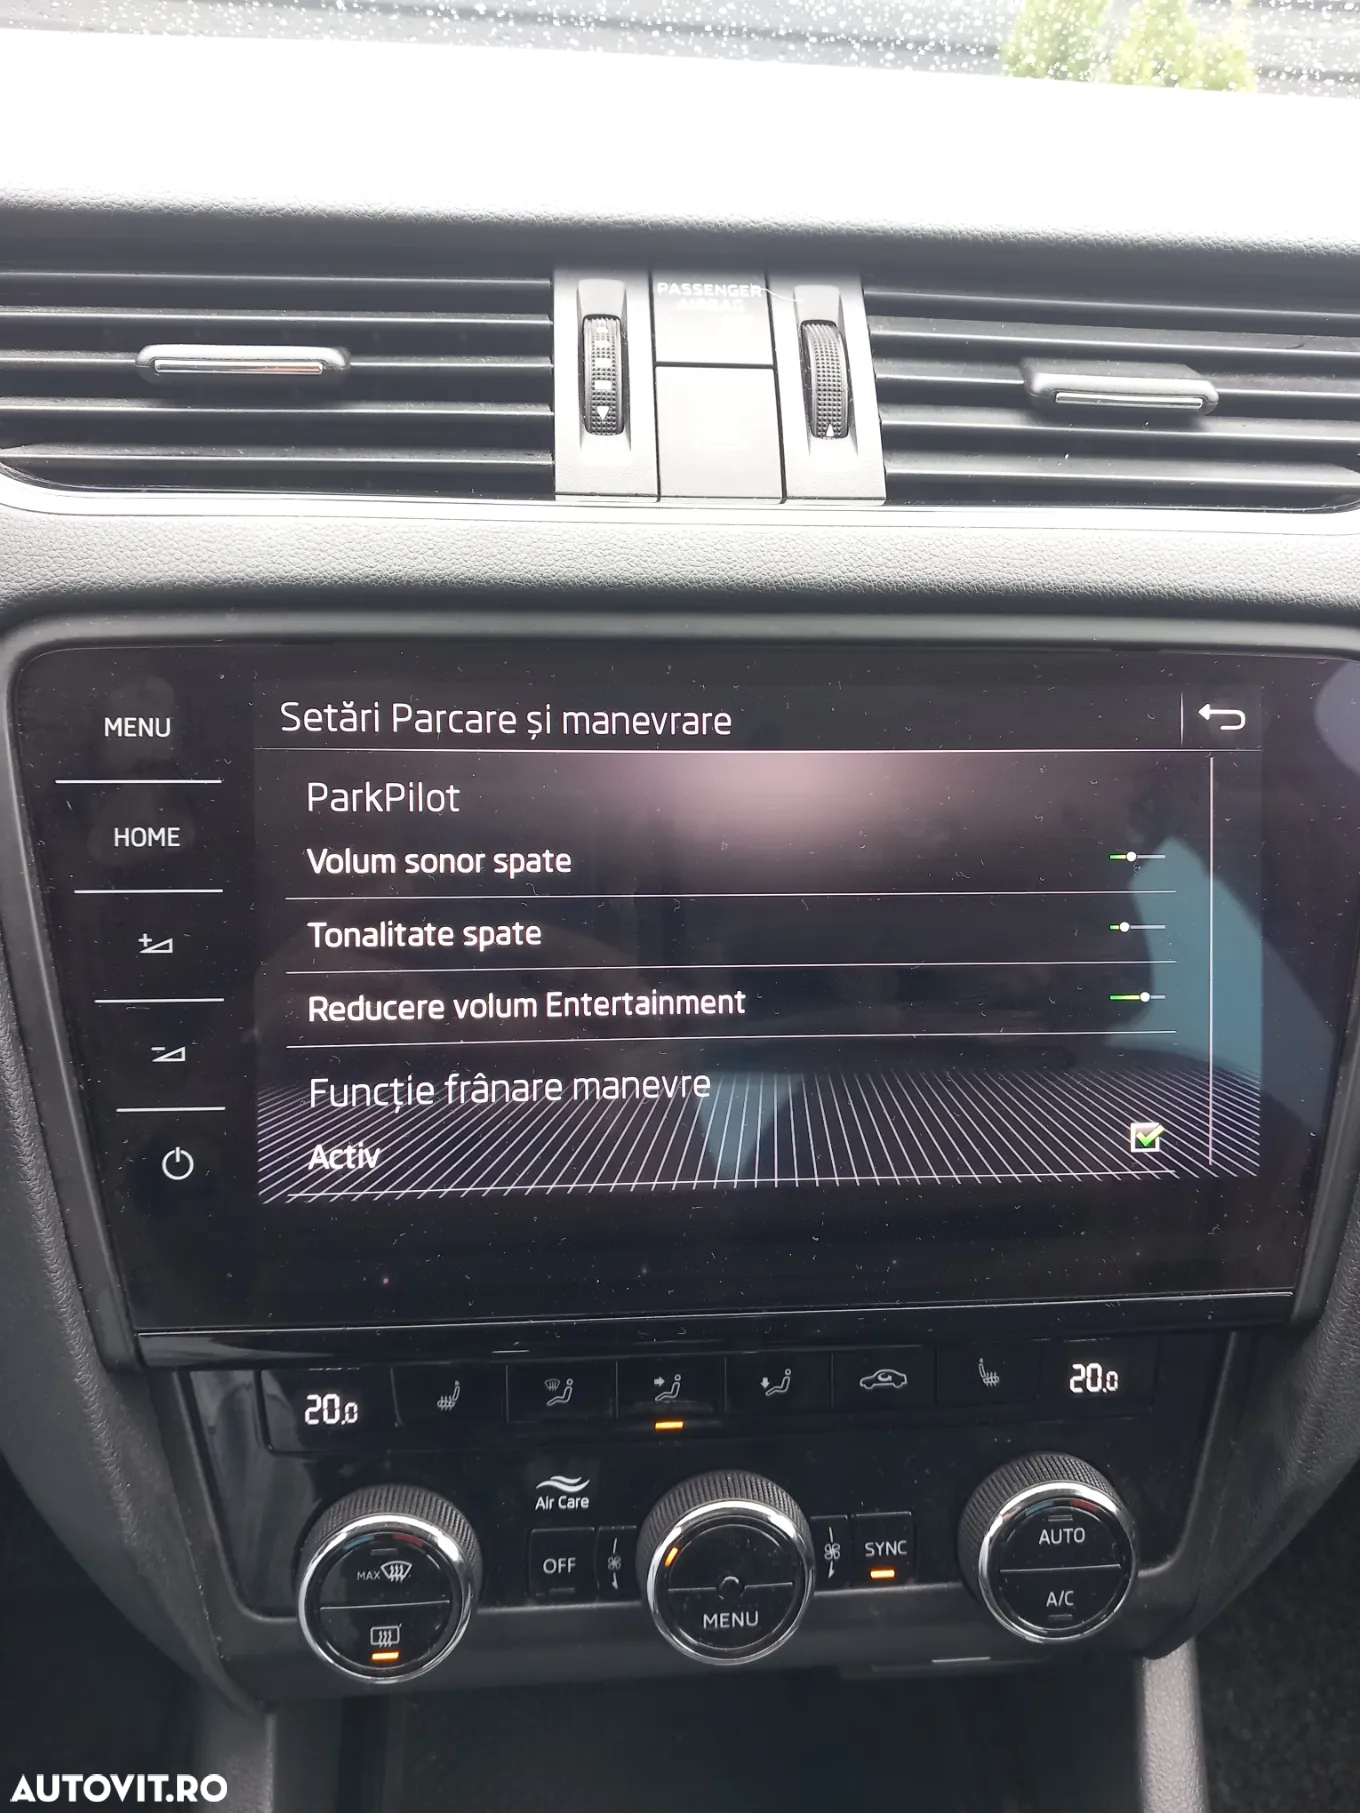 PASSENGER
AIRBAG
MENU
HOME
Setări Parcare și manevrare
ParkPilot
Volum sonor spate
Tonalitate spate
Reducere volum Entertainment
Funcție frânare manevre
Activ
20,0
20,0
Air Care
MAX
OFF
MENU
SYNC
AUTO
A/C
AUTOVIT.RO